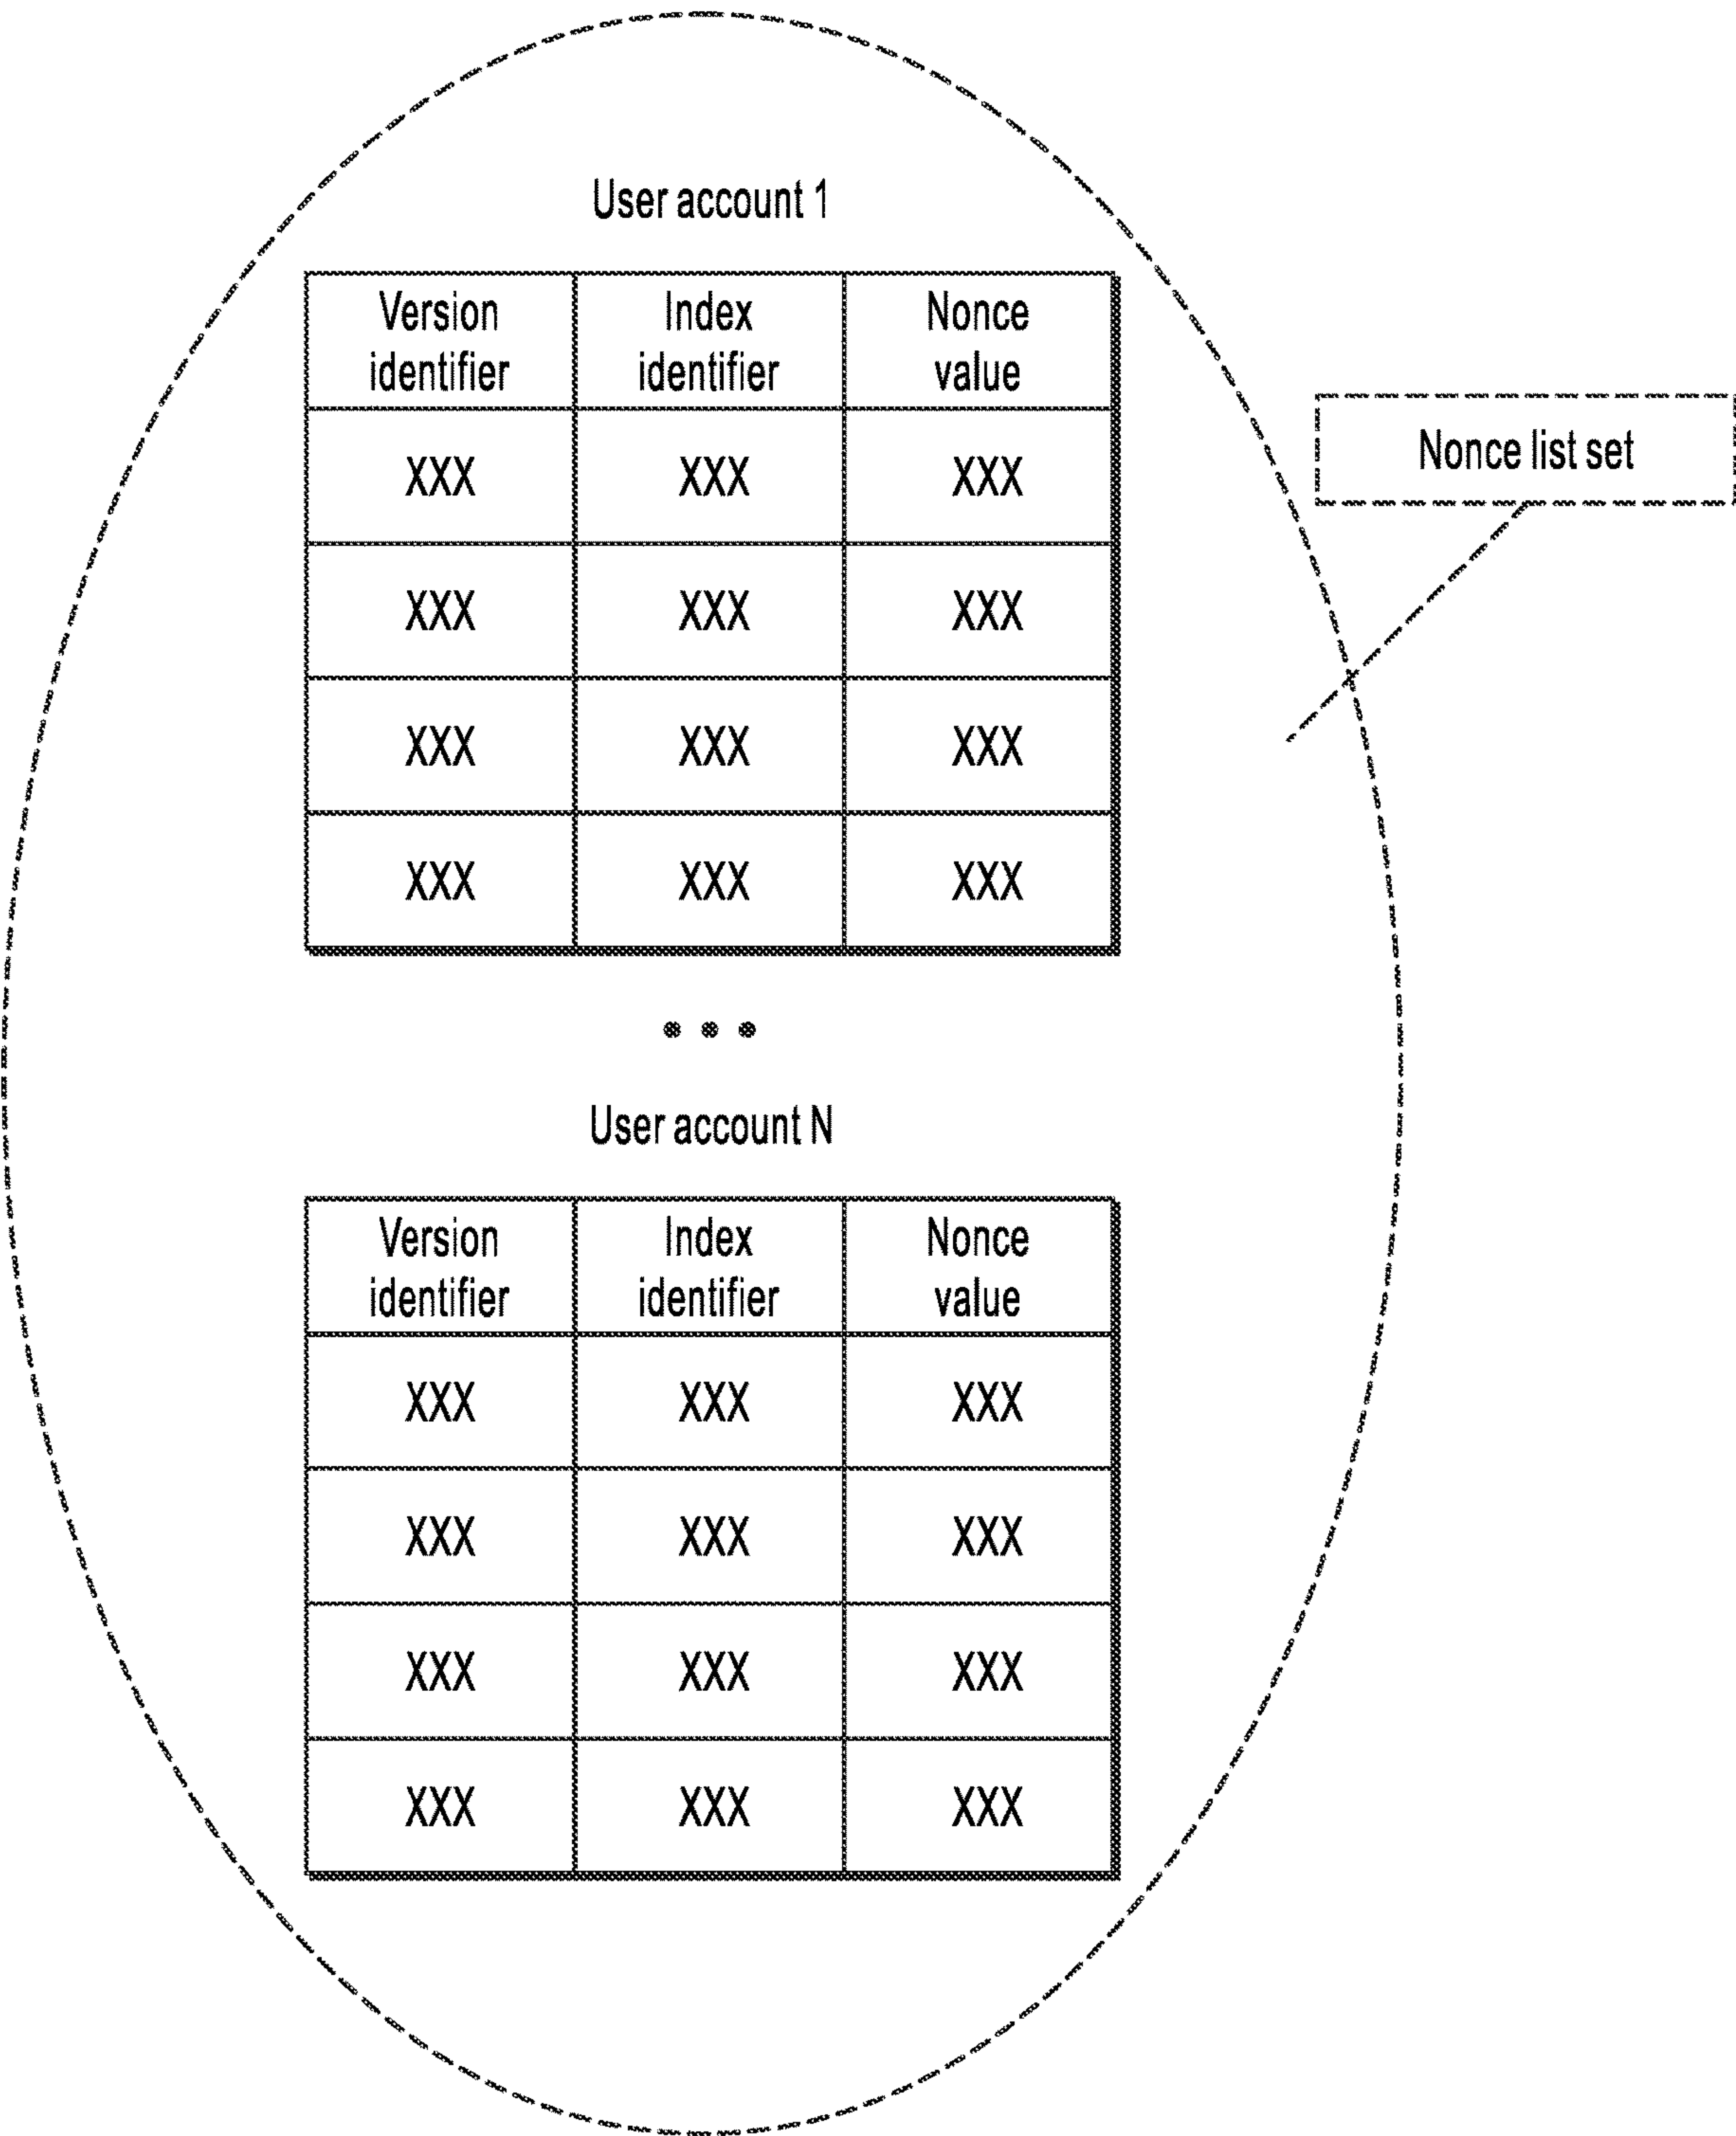 User account 1
Version identifier Index identifier Nonce value
XXX XXX XXX
XXX XXX XXX
XXX XXX XXX
XXX XXX XXX
Nonce list set
...
User account N
Version identifier Index identifier Nonce value
XXX XXX XXX
XXX XXX XXX
XXX XXX XXX
XXX XXX XXX